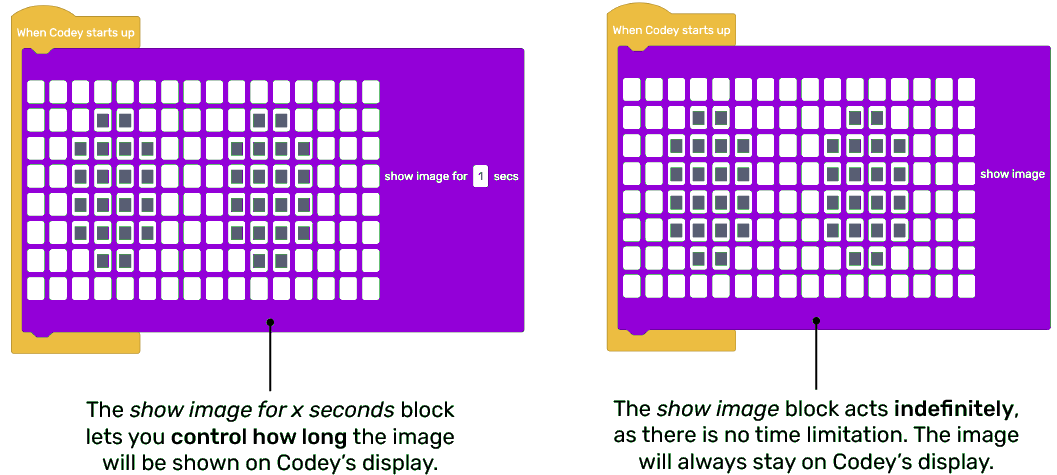 When Codey starts up
show image for 1 secs
The show image for x seconds block
lets you control how long the image
will be shown on Codey's display.
When Codey starts up
show image
The show image block acts indefinitely,
as there is no time limitation. The image
will always stay on Codey's display.